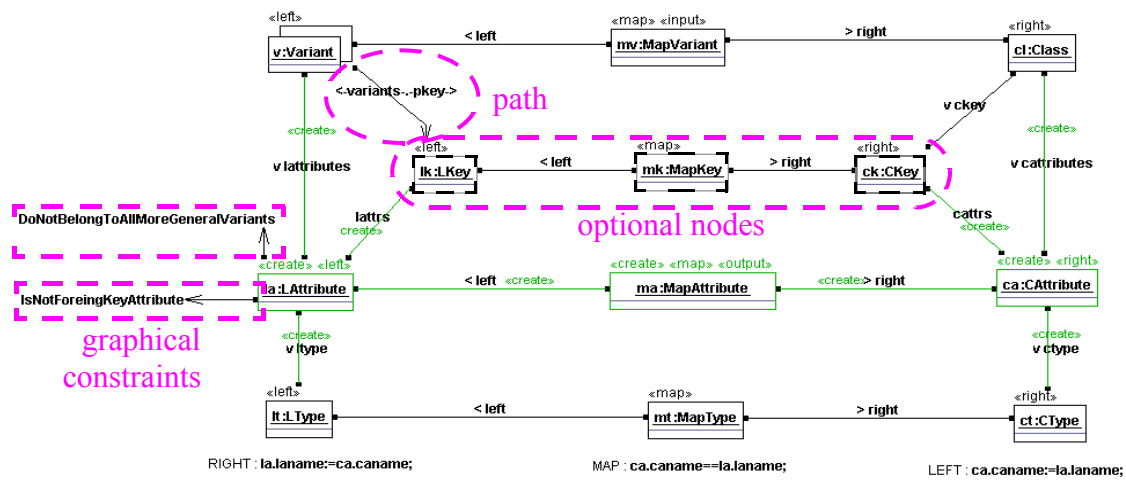 «left»
v:Variant
< left
«map» «input»
mv:MapVariant
> right
«right»
cl:Class
<-variants-.-pkey->
path
v ckey
«create»
v lattributes
«create»
v cattributes
«left»
lk:LKey
< left
«map»
mk:MapKey
> right
«right»
ck:CKey
optional nodes
lattrs
create»
cattrs
«create»
DoNotBelongToAllMoreGeneralVariants
IsNotForeingKeyAttribute
graphical
constraints
«create» «left»
la:LAttribute
< left «create»
«create» «map» «output»
ma:MapAttribute
«create» > right
«create» «right»
ca:CAttribute
«create»
v ltype
«create»
v ctype
«left»
lt:LType
< left
«map»
mt:MapType
> right
«right»
ct:CType
RIGHT : la.laname:=ca.caname;
MAP : ca.caname==la.laname;
LEFT : ca.caname:=la.laname;